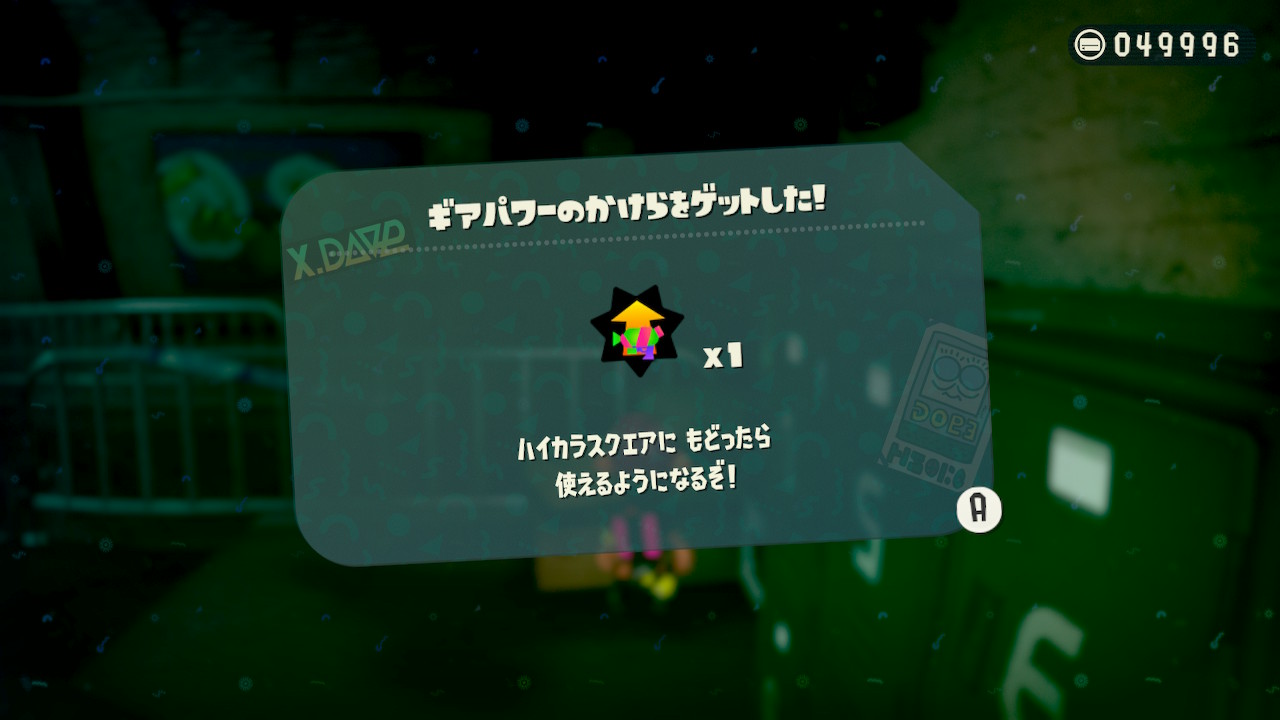 049996
ギアパワーのかけらをゲットした!
X.DAVP
x1
ハイカラスクエアに もどったら
使えるようになるぞ!
A